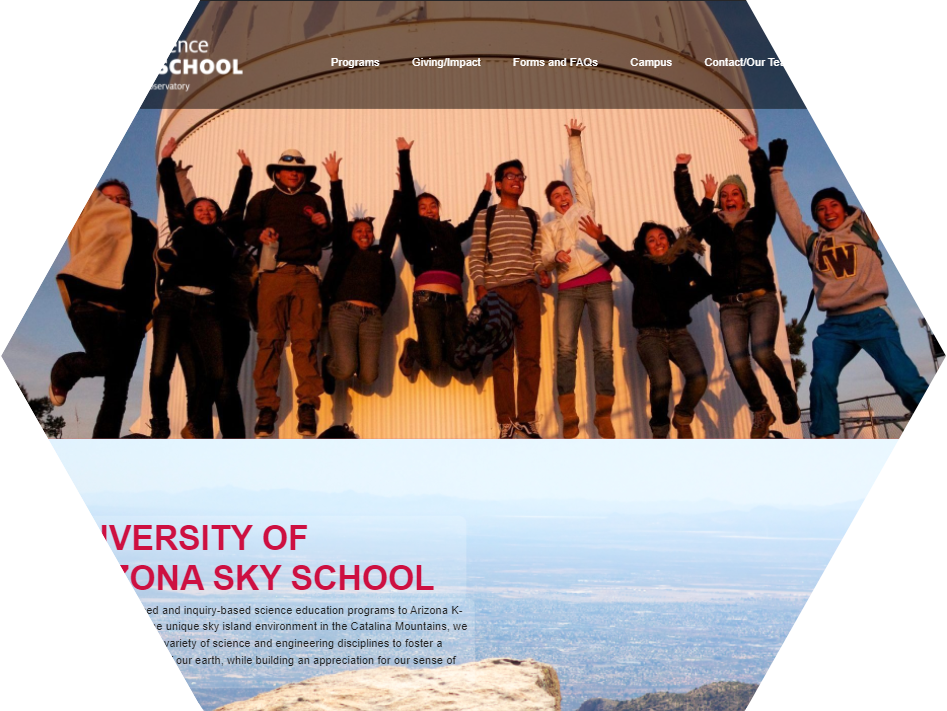 ence
SCHOOL
servatory
Programs
Giving/Impact
Forms and FAQs
Campus
Contact/Our Te
W
IVERSITY OF
ZONA SKY SCHOOL
ed and inquiry-based science education programs to Arizona K-
e unique sky island environment in the Catalina Mountains, we
variety of science and engineering disciplines to foster a
our earth, while building an appreciation for our sense of